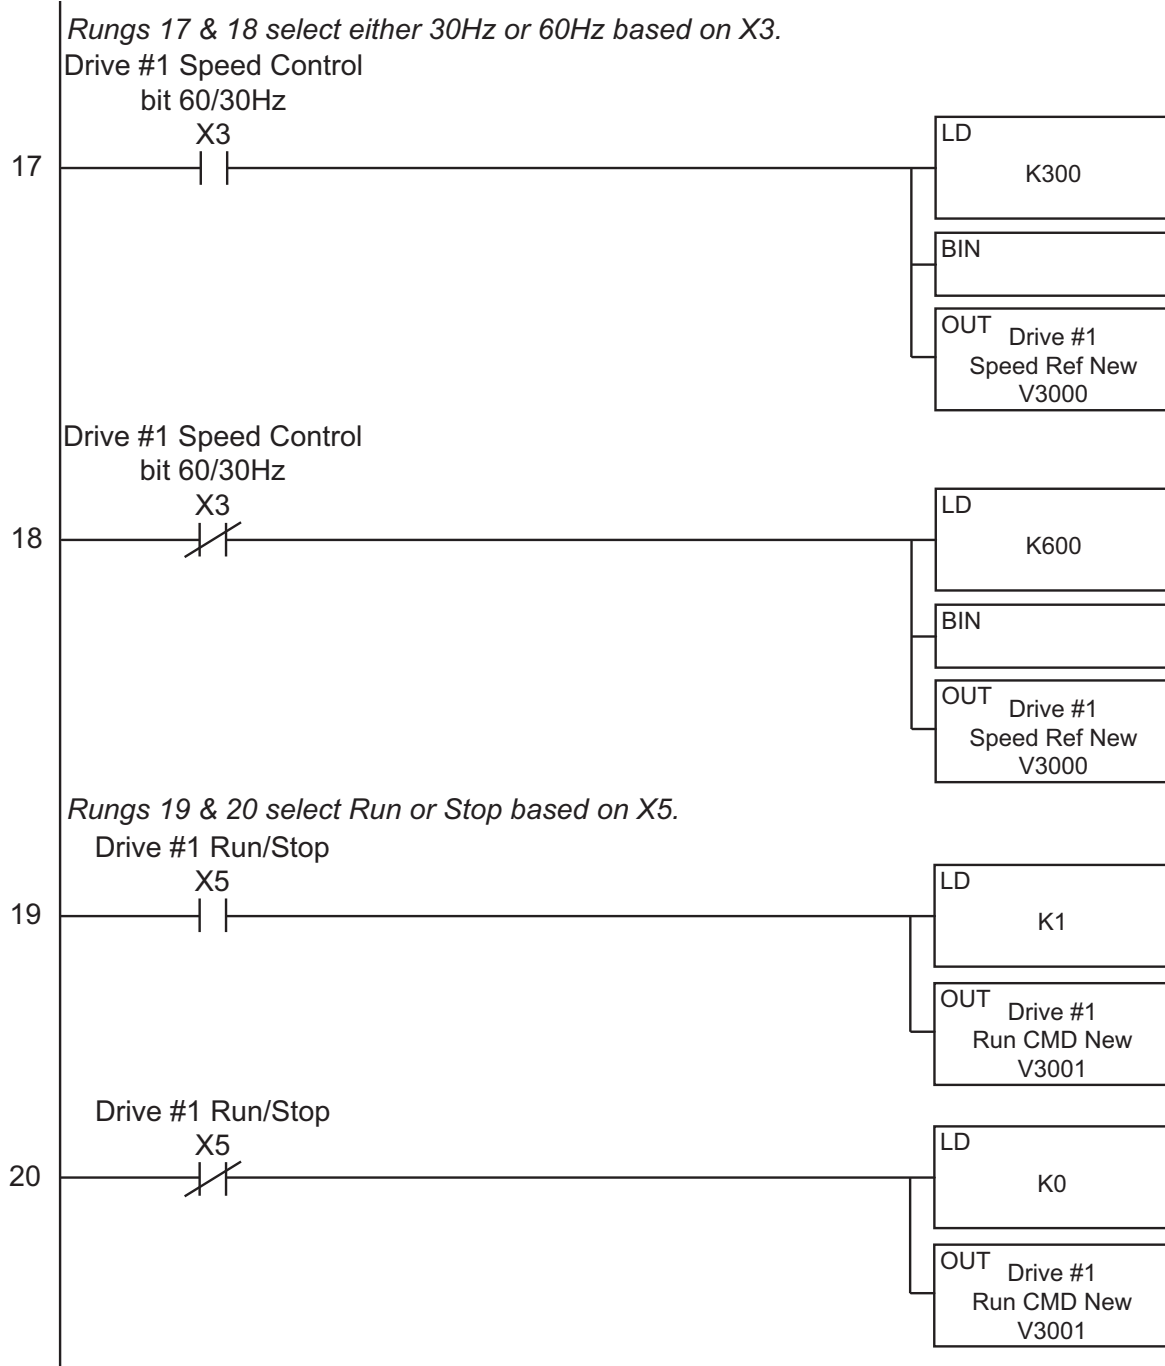 Rungs 17 & 18 select either 30Hz or 60Hz based on X3.
Drive #1 Speed Control
bit 60/30Hz
X3
17
LD
K300
BIN
OUT
Drive #1
Speed Ref New
V3000
Drive #1 Speed Control
bit 60/30Hz
X3
18
LD
K600
BIN
OUT
Drive #1
Speed Ref New
V3000
Rungs 19 & 20 select Run or Stop based on X5.
Drive #1 Run/Stop
X5
19
LD
K1
OUT
Drive #1
Run CMD New
V3001
Drive #1 Run/Stop
X5
20
LD
K0
OUT
Drive #1
Run CMD New
V3001